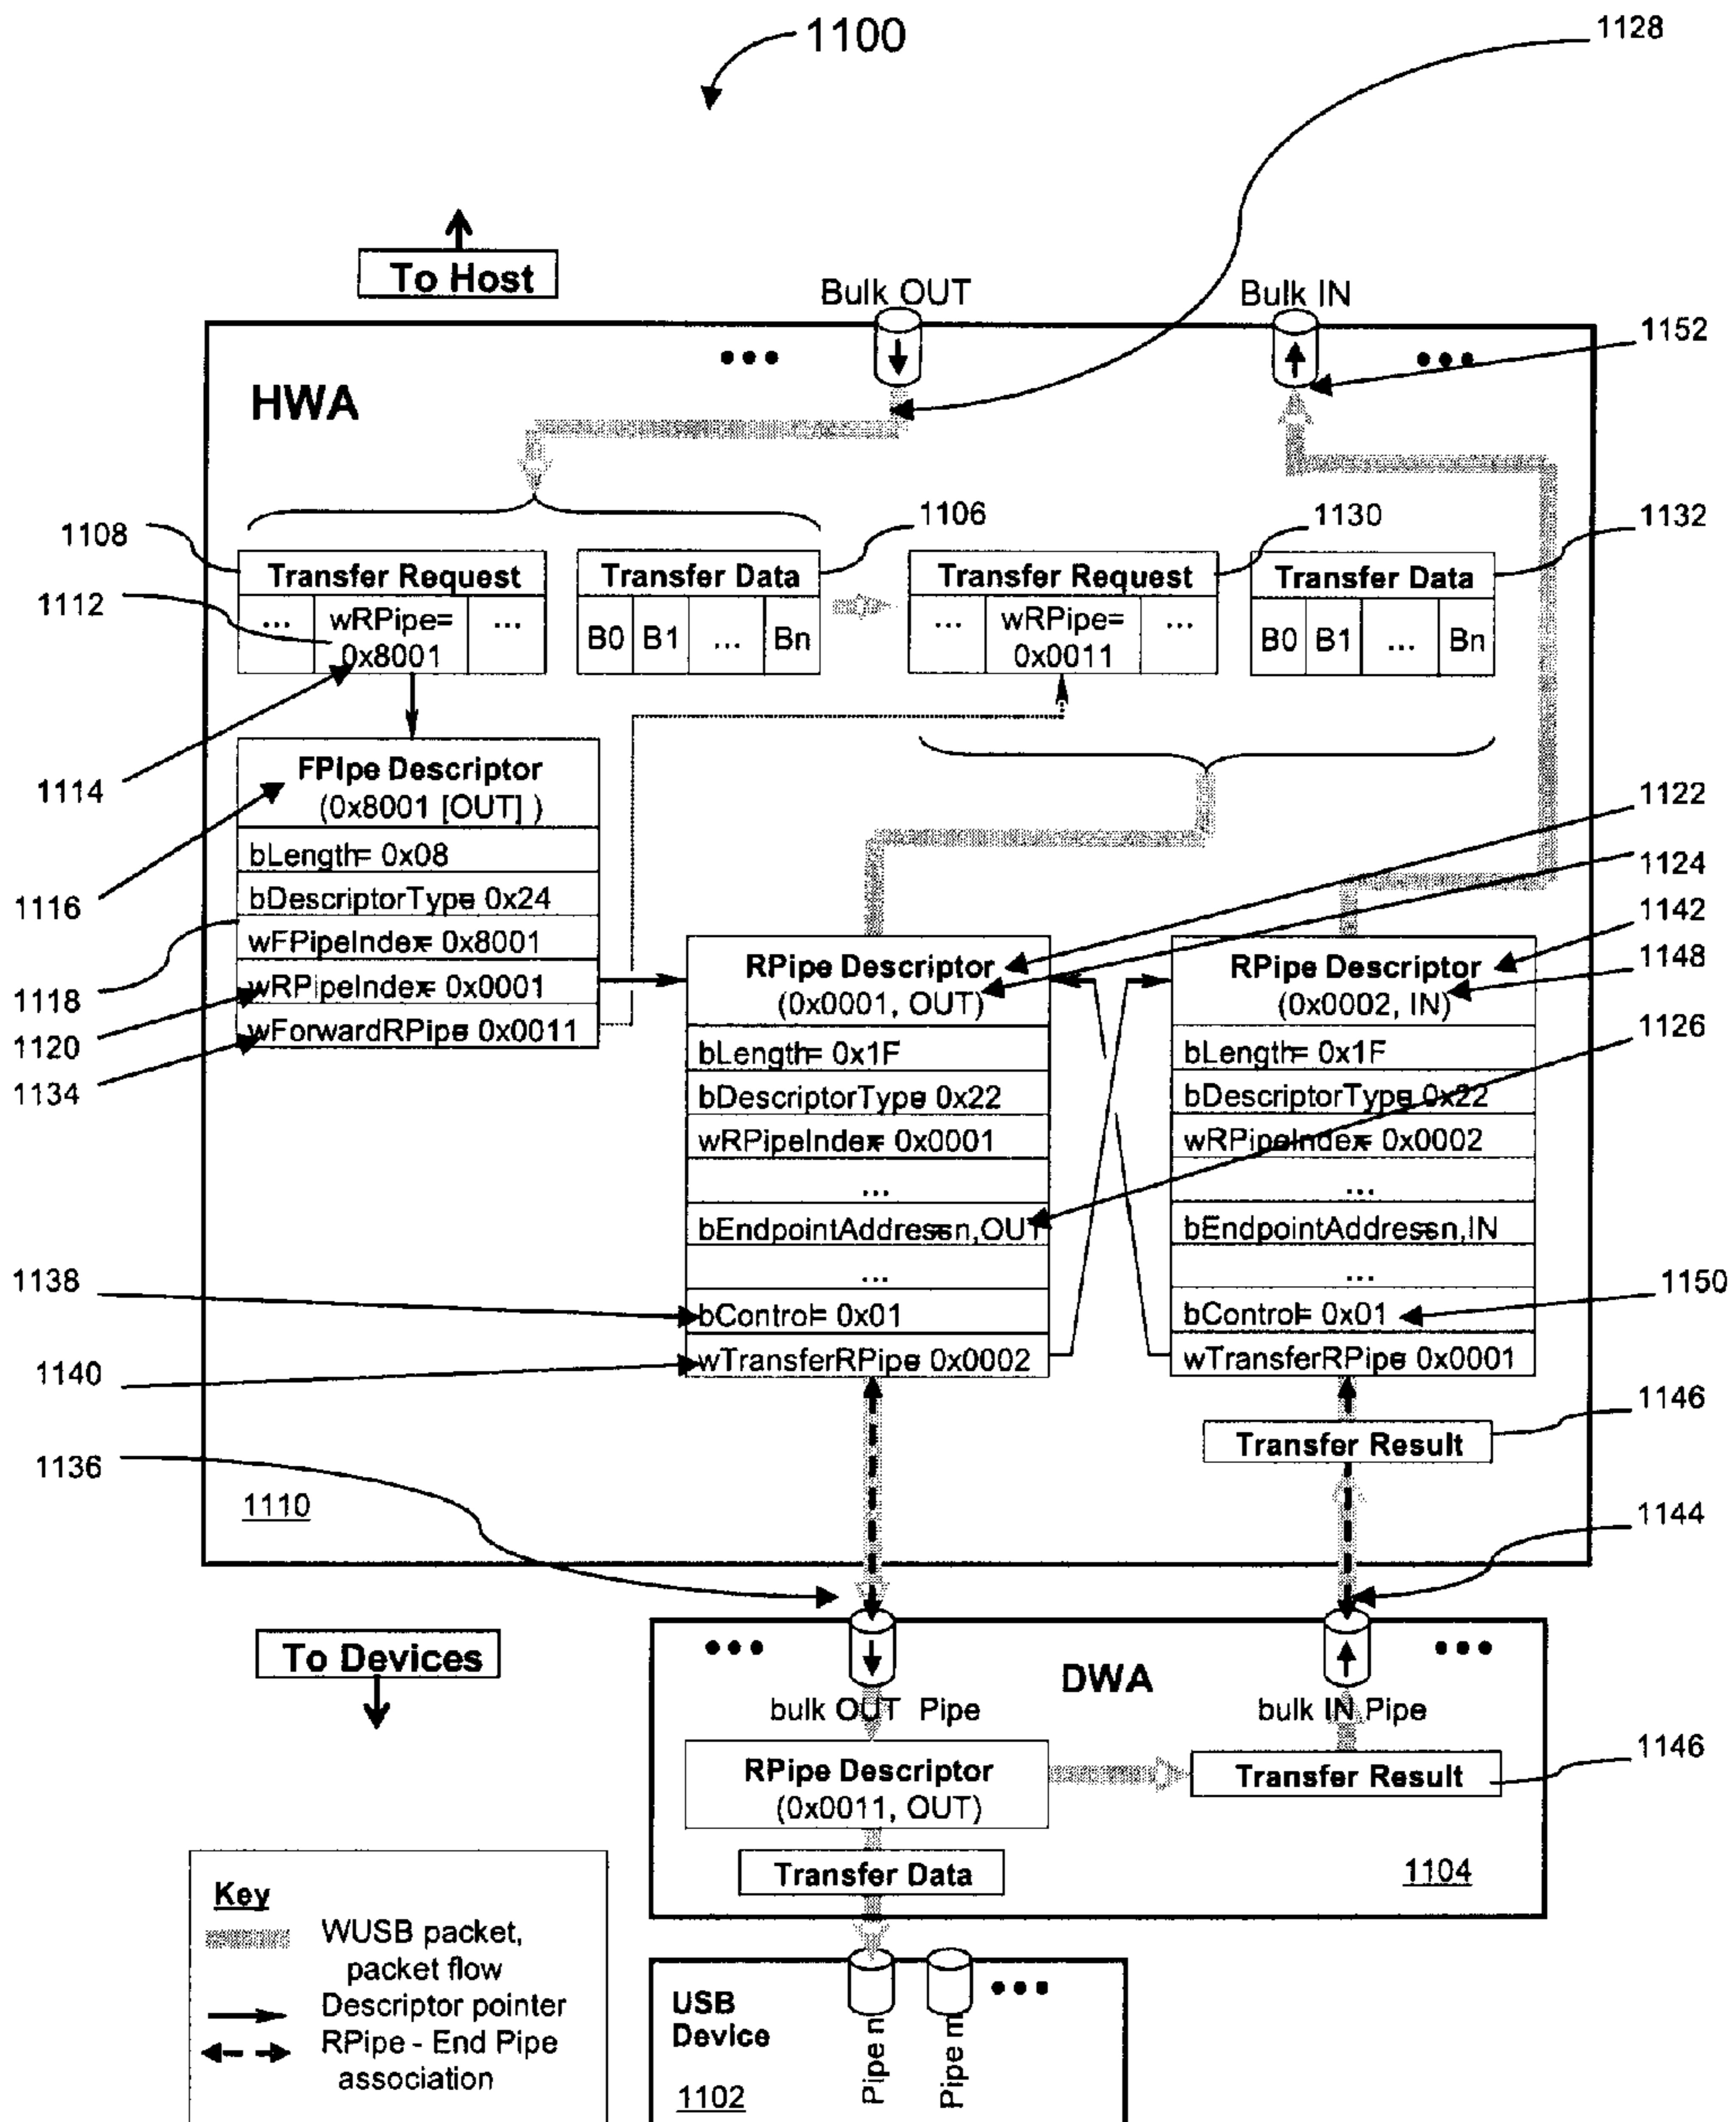 1100
1128
To Host
Bulk OUT
Bulk IN
1152
HWA
1108
1106
1130
1132
Transfer Request
Transfer Data
Transfer Request
Transfer Data
1112
... wRPipe= 0x8001 ...
B0 B1 ... Bn
... wRPipe= 0x0011 ...
B0 B1 ... Bn
1114
FPIpe Descriptor
(0x8001 [OUT] )
bLength= 0x08
bDescriptorType= 0x24
wFPipeIndex= 0x8001
wRPipeIndex= 0x0001
wForwardRPipe= 0x0011
1116
1118
1120
1134
1122
1124
1142
1148
1126
RPipe Descriptor
(0x0001, OUT)
bLength= 0x1F
bDescriptorType= 0x22
wRPipeIndex= 0x0001
...
bEndpointAddress=n,OUT
...
bControl= 0x01
wTransferRPipe= 0x0002
RPipe Descriptor
(0x0002, IN)
bLength= 0x1F
bDescriptorType= 0x22
wRPipeIndex= 0x0002
...
bEndpointAddress=n,IN
...
bControl= 0x01
wTransferRPipe= 0x0001
1138
1150
1140
1146
Transfer Result
1136
1110
1144
To Devices
DWA
bulk OUT Pipe
bulk IN Pipe
RPipe Descriptor
(0x0011, OUT)
Transfer Result
1146
Transfer Data
1104
Key
WUSB packet,
packet flow
Descriptor pointer
RPipe - End Pipe
association
USB
Device
1102
Pipe n
Pipe m